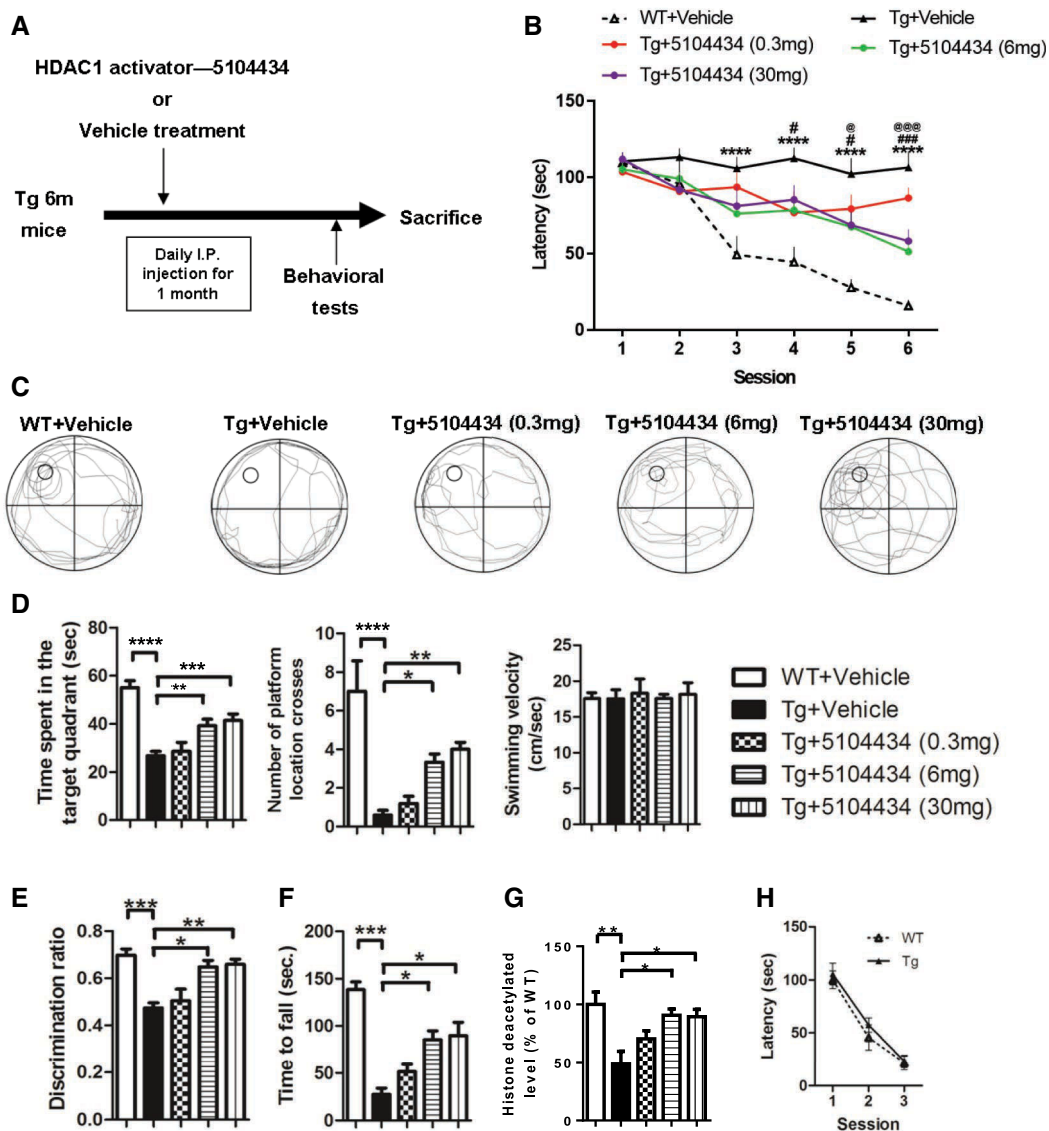 A
HDAC1 activator—5104434
or
Vehicle treatment
Tg 6m
mice
Sacrifice
Daily I.P.
injection for
1 month
Behavioral
tests
B
WT+Vehicle
Tg+Vehicle
Tg+5104434 (0.3mg)
Tg+5104434 (6mg)
Tg+5104434 (30mg)
Latency (sec)
150
100
50
0
****
#
****
@
#
****
@@@
###
****
1 2 3 4 5 6
Session
C
WT+Vehicle
Tg+Vehicle
Tg+5104434 (0.3mg)
Tg+5104434 (6mg)
Tg+5104434 (30mg)
D
Time spent in the
target quadrant (sec)
80
60
40
20
0
****
***
**
Number of platform
location crosses
10
8
6
4
2
0
****
**
*
Swimming velocity
(cm/sec)
25
20
15
10
5
0
WT+Vehicle
Tg+Vehicle
Tg+5104434 (0.3mg)
Tg+5104434 (6mg)
Tg+5104434 (30mg)
E
Discrimination ratio
0.8
0.6
0.4
0.2
0.0
***
**
*
F
Time to fall (sec.)
200
150
100
50
0
***
*
*
G
Histone deacetylated
level (% of WT)
150
100
50
0
**
*
*
H
Latency (sec)
150
100
50
0
WT
Tg
1 2 3
Session